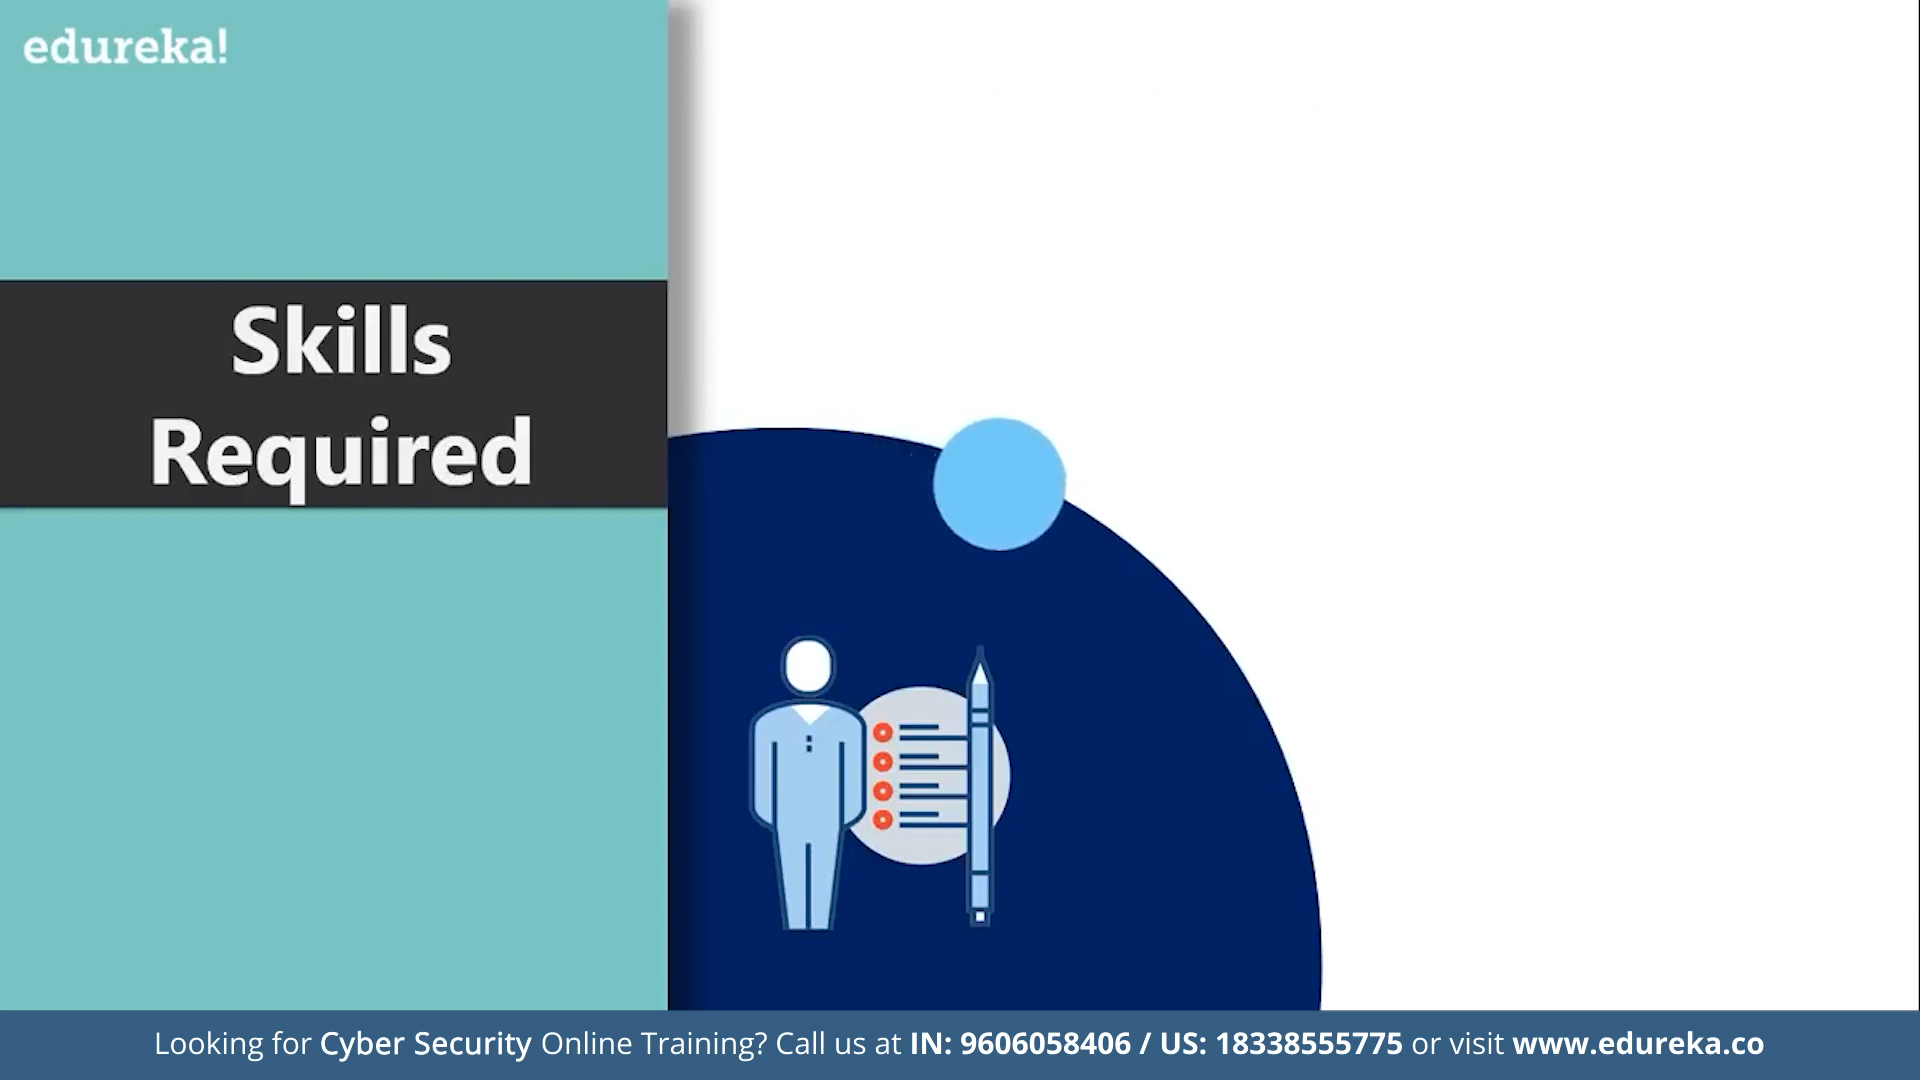 edureka!
Skills
Required
Looking for Cyber Security Online Training? Call us at IN: 9606058406 / US: 18338555775 or visit www.edureka.co